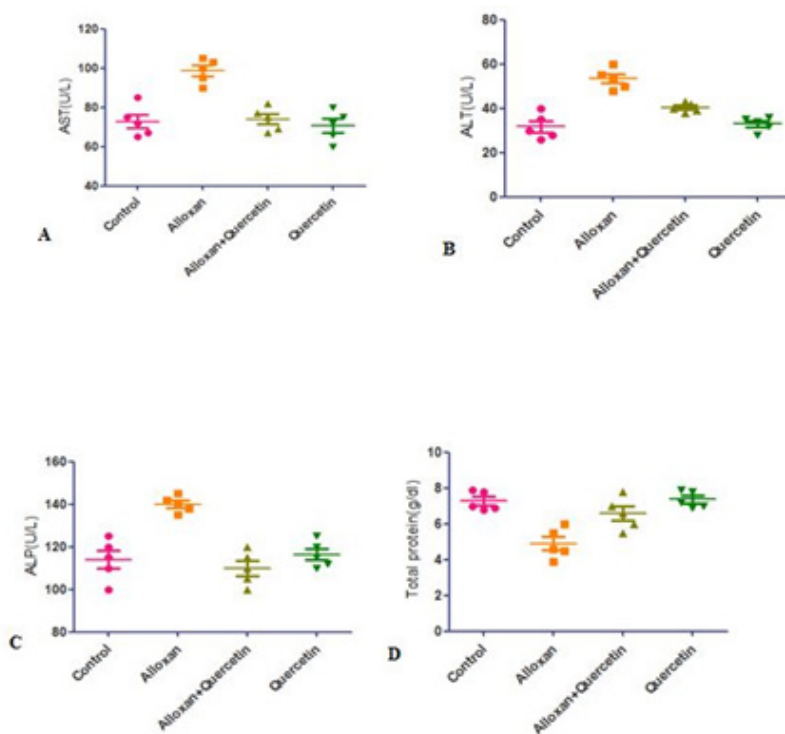 AST(U/L)
100
80
60
40
Control
Alloxan
Alloxan+Quercetin
Quercetin
A
ALT(U/L)
80
60
40
20
0
Control
Alloxan
Alloxan+Quercetin
Quercetin
B
ALP(U/L)
160
140
120
100
80
Control
Alloxan
Alloxan+Quercetin
Quercetin
C
Total protein(g/dl)
10
8
6
4
2
0
Control
Alloxan
Alloxan+Quercetin
Quercetin
D